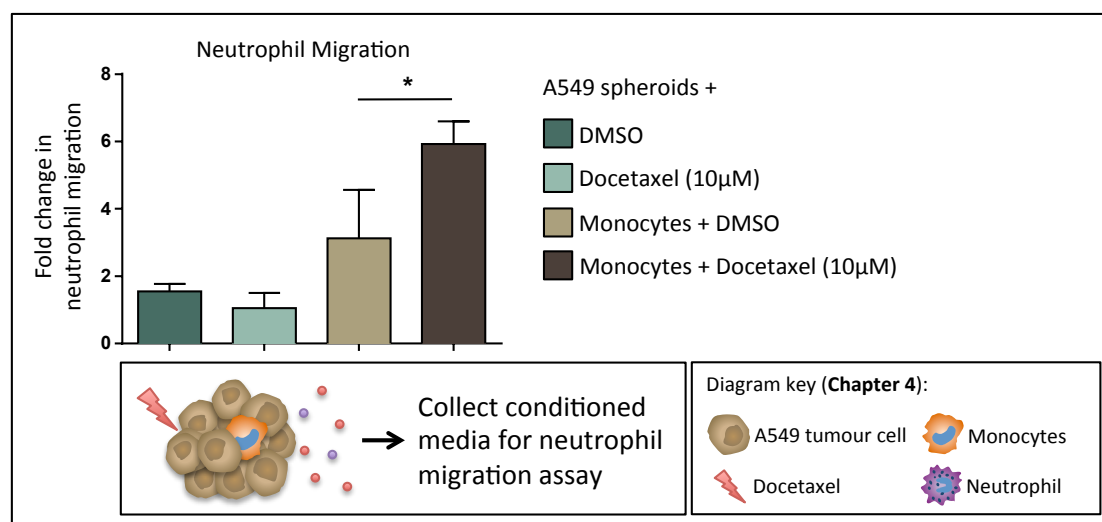 Neutrophil Migration
Fold change in
neutrophil migration
8
6
4
2
0
*
A549 spheroids +
DMSO
Docetaxel (10µM)
Monocytes + DMSO
Monocytes + Docetaxel (10µM)
Collect conditioned
media for neutrophil
migration assay
Diagram key (Chapter 4):
A549 tumour cell
Monocytes
Docetaxel
Neutrophil